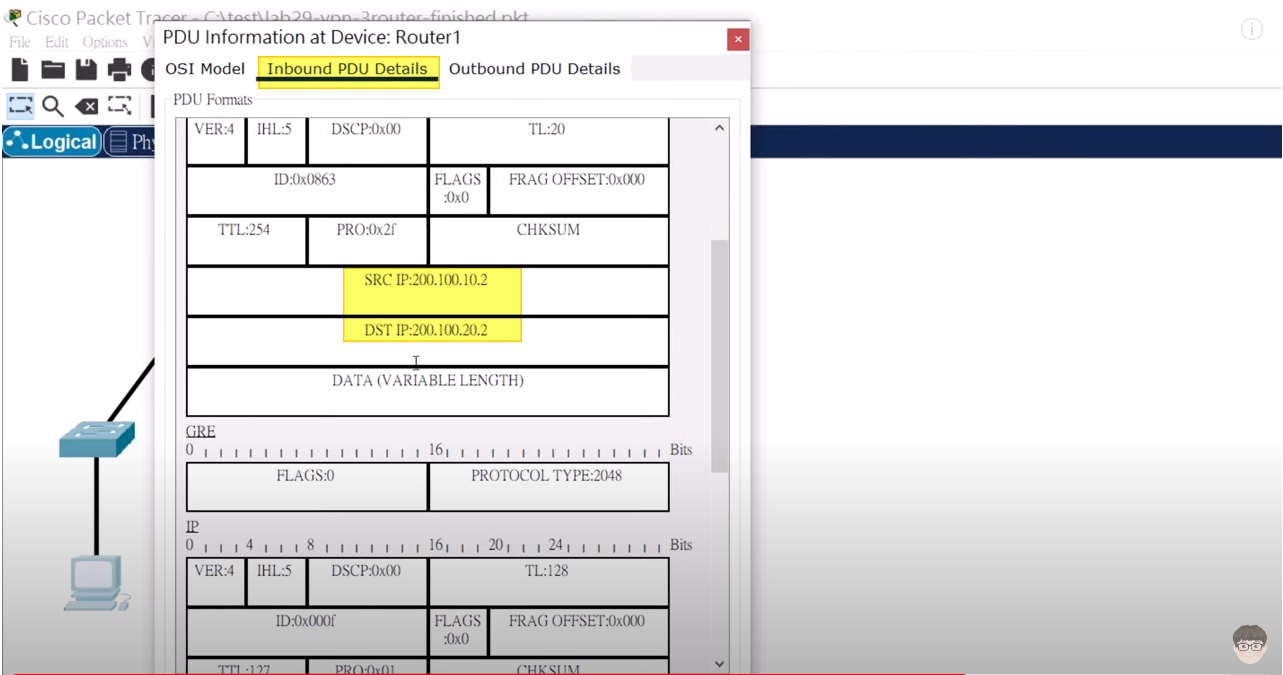 Cisco Packet Tracer - C:\test\lab29-vpn-3router-finished.pkt
File Edit Options
PDU Information at Device: Router1
OSI Model Inbound PDU Details Outbound PDU Details
PDU Formats
Logical
VER:4 IHL:5 DSCP:0x00 TL:20
ID:0x0863 FLAGS:0x0 FRAG OFFSET:0x000
TTL:254 PRO:0x2f CHKSUM
SRC IP:200.100.10.2
DST IP:200.100.20.2
DATA (VARIABLE LENGTH)
GRE
0 16 Bits
FLAGS:0 PROTOCOL TYPE:2048
IP
0 4 8 16 20 24 Bits
VER:4 IHL:5 DSCP:0x00 TL:128
ID:0x000f FLAGS:0x0 FRAG OFFSET:0x000
TTL:127 PRO:0x01 CHKSUM